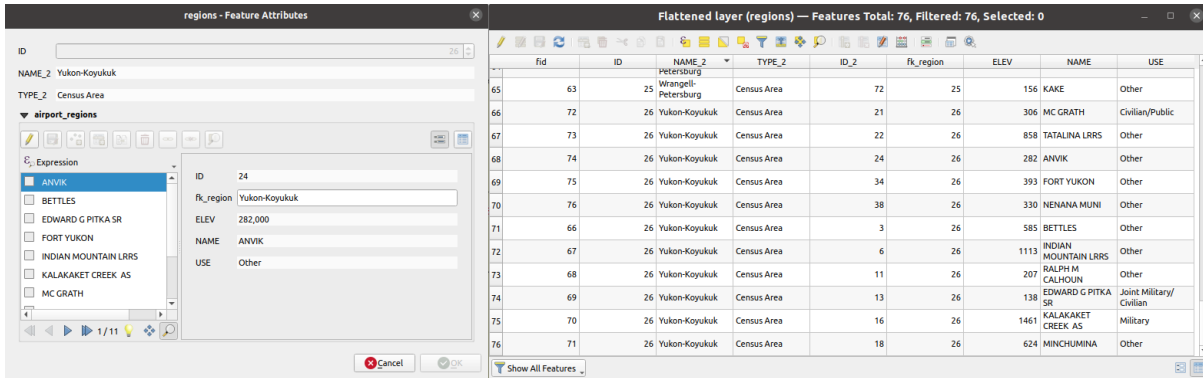 regions - Feature Attributes
ID 26
NAME_2 Yukon-Koyukuk
TYPE_2 Census Area
airport_regions
Expression
ANVIK
BETTLES
EDWARD G PITKA SR
FORT YUKON
INDIAN MOUNTAIN LRRS
KALAKAKET CREEK AS
MC GRATH
1 / 11
ID 24
fk_region Yukon-Koyukuk
ELEV 282,000
NAME ANVIK
USE Other
Cancel OK
Flattened layer (regions) — Features Total: 76, Filtered: 76, Selected: 0
fid ID NAME_2 TYPE_2 ID_2 fk_region ELEV NAME USE
Petersburg
65 63 25 Wrangell-Petersburg Census Area 72 25 156 KAKE Other
66 72 26 Yukon-Koyukuk Census Area 21 26 306 MC GRATH Civilian/Public
67 73 26 Yukon-Koyukuk Census Area 22 26 858 TATALINA LRRS Other
68 74 26 Yukon-Koyukuk Census Area 24 26 282 ANVIK Other
69 75 26 Yukon-Koyukuk Census Area 34 26 393 FORT YUKON Other
70 76 26 Yukon-Koyukuk Census Area 38 26 330 NENANA MUNI Other
71 66 26 Yukon-Koyukuk Census Area 3 26 585 BETTLES Other
72 67 26 Yukon-Koyukuk Census Area 6 26 1113 INDIAN MOUNTAIN LRRS Other
73 68 26 Yukon-Koyukuk Census Area 11 26 207 RALPH M CALHOUN Other
74 69 26 Yukon-Koyukuk Census Area 13 26 138 EDWARD G PITKA SR Joint Military/Civilian
75 70 26 Yukon-Koyukuk Census Area 16 26 1461 KALAKAKET CREEK AS Military
76 71 26 Yukon-Koyukuk Census Area 18 26 624 MINCHUMINA Other
Show All Features